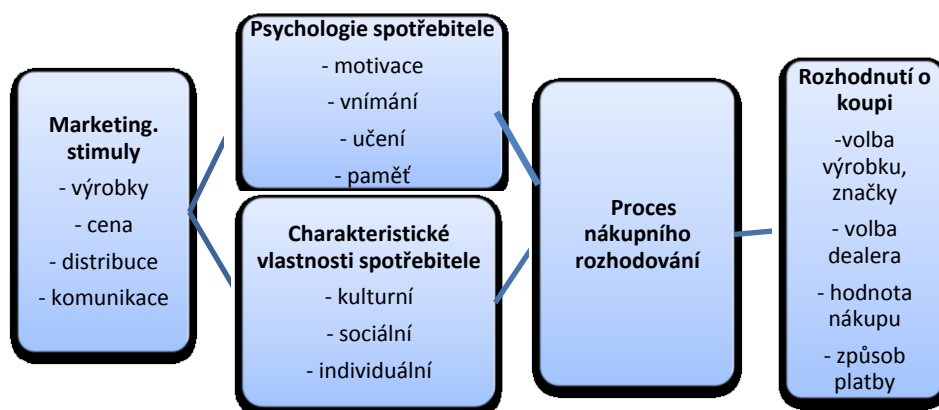 Marketing.
stimuly
- výrobky
- cena
- distribuce
- komunikace
Psychologie spotřebitele
- motivace
- vnímání
- učení
- paměť
Charakteristické
vlastnosti spotřebitele
- kulturní
- sociální
- individuální
Proces
nákupního
rozhodování
Rozhodnutí o
koupi
-volba
výrobku,
značky
- volba
dealera
- hodnota
nákupu
- způsob
platby